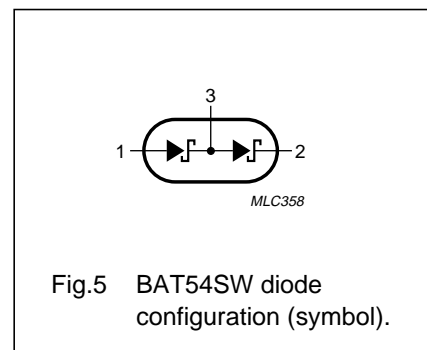 3
1
2
MLC358
Fig.5 BAT54SW diode
configuration (symbol).